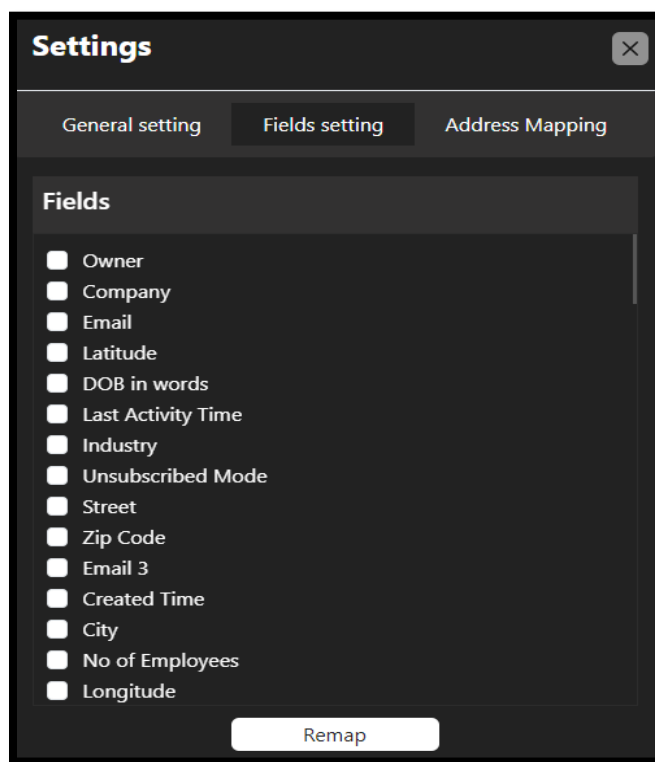 Settings
General setting
Fields setting
Address Mapping
Fields
Owner
Company
Email
Latitude
DOB in words
Last Activity Time
Industry
Unsubscribed Mode
Street
Zip Code
Email 3
Created Time
City
No of Employees
Longitude
Remap